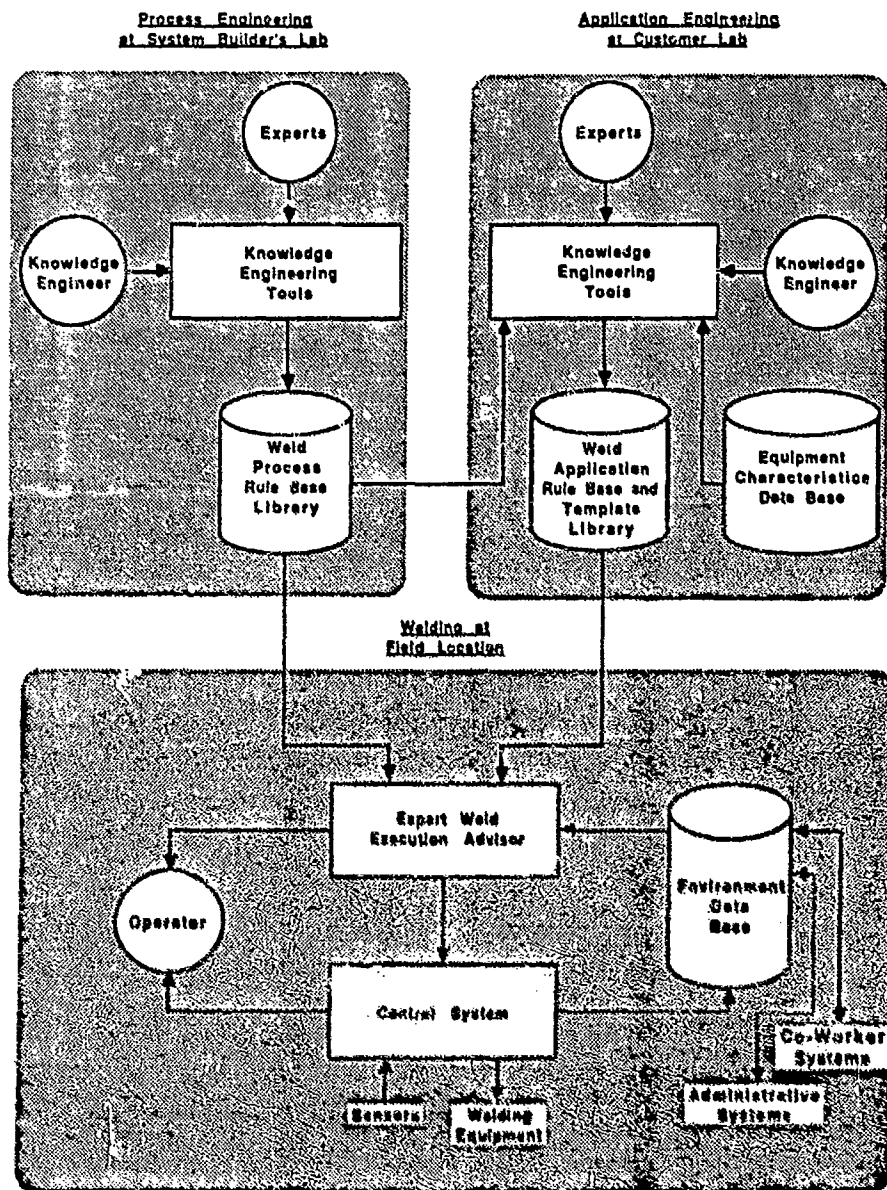 Process Engineering
at System Builder's Lab
Application Engineering
at Customer Lab
Experts
Knowledge
Engineer
Knowledge
Engineering
Tools
Weld
Process
Rule Base
Library
Experts
Knowledge
Engineering
Tools
Knowledge
Engineer
Weld
Application
Rule Base and
Template
Library
Equipment
Characteristics
Data Base
Welding at
Field Location
Expert Weld
Execution Advisor
Operator
Environment
Data
Base
Control System
Sensors
Welding
Equipment
Co-Worker
Systems
Administrative
Systems